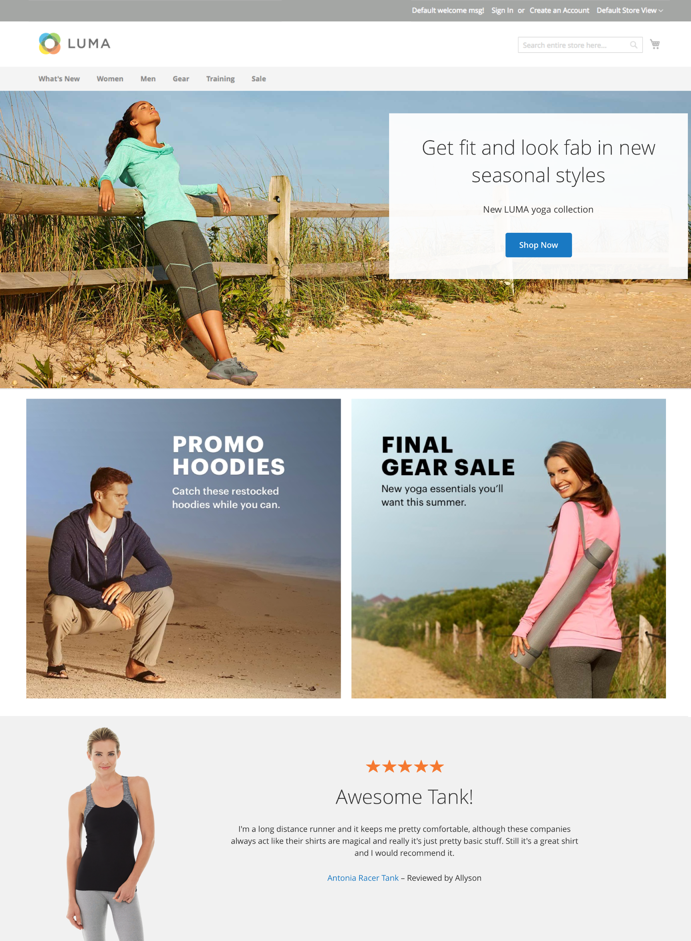 Default welcome msg! Sign In or Create an Account Default Store View
LUMA
Search entire store here...
What's New Women Men Gear Training Sale
Get fit and look fab in new
seasonal styles
New LUMA yoga collection
Shop Now
PROMO
HOODIES
Catch these restocked
hoodies while you can.
FINAL
GEAR SALE
New yoga essentials you'll
want this summer.
Awesome Tank!
I'm a long distance runner and it keeps me pretty comfortable, although these companies
always act like their shirts are magical and really it's just pretty basic stuff. Still it's a great shirt
and I would recommend it.
Antonia Racer Tank – Reviewed by Allyson